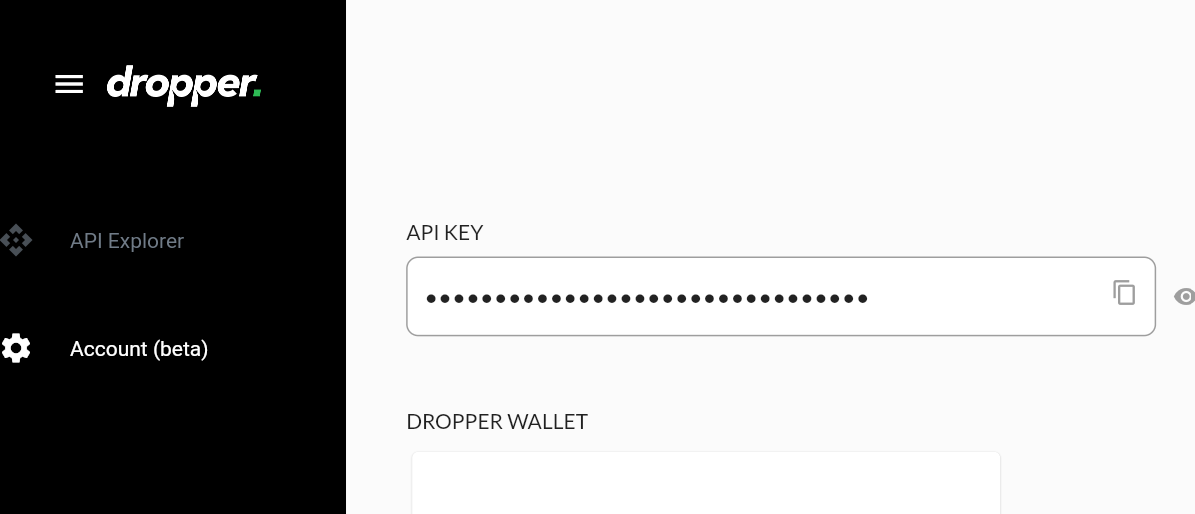 dropper.
API Explorer
Account (beta)
API KEY
••••••••••••••••••••••••••••••••
DROPPER WALLET